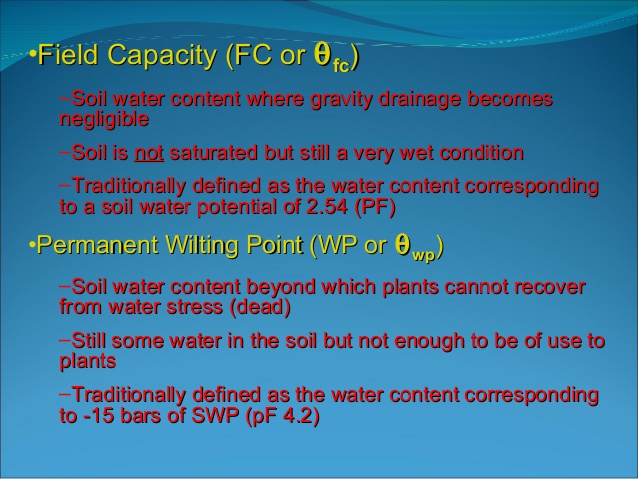 •Field Capacity (FC or θfc)
–Soil water content where gravity drainage becomes
negligible
–Soil is not saturated but still a very wet condition
–Traditionally defined as the water content corresponding
to a soil water potential of 2.54 (PF)
•Permanent Wilting Point (WP or θwp)
–Soil water content beyond which plants cannot recover
from water stress (dead)
–Still some water in the soil but not enough to be of use to
plants
–Traditionally defined as the water content corresponding
to -15 bars of SWP (pF 4.2)